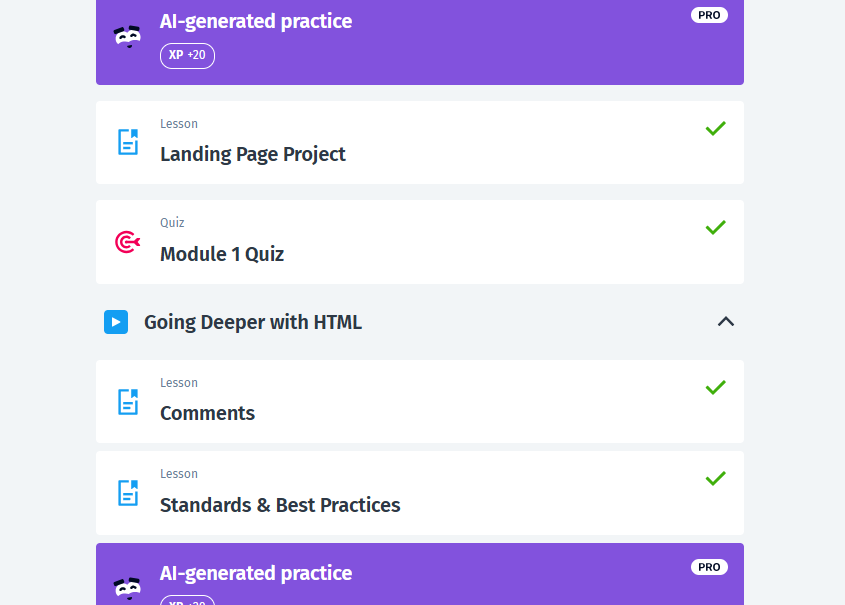 AI-generated practice
PRO
XP +20
Lesson
Landing Page Project
Quiz
Module 1 Quiz
Going Deeper with HTML
Lesson
Comments
Lesson
Standards & Best Practices
AI-generated practice
PRO
XP +20